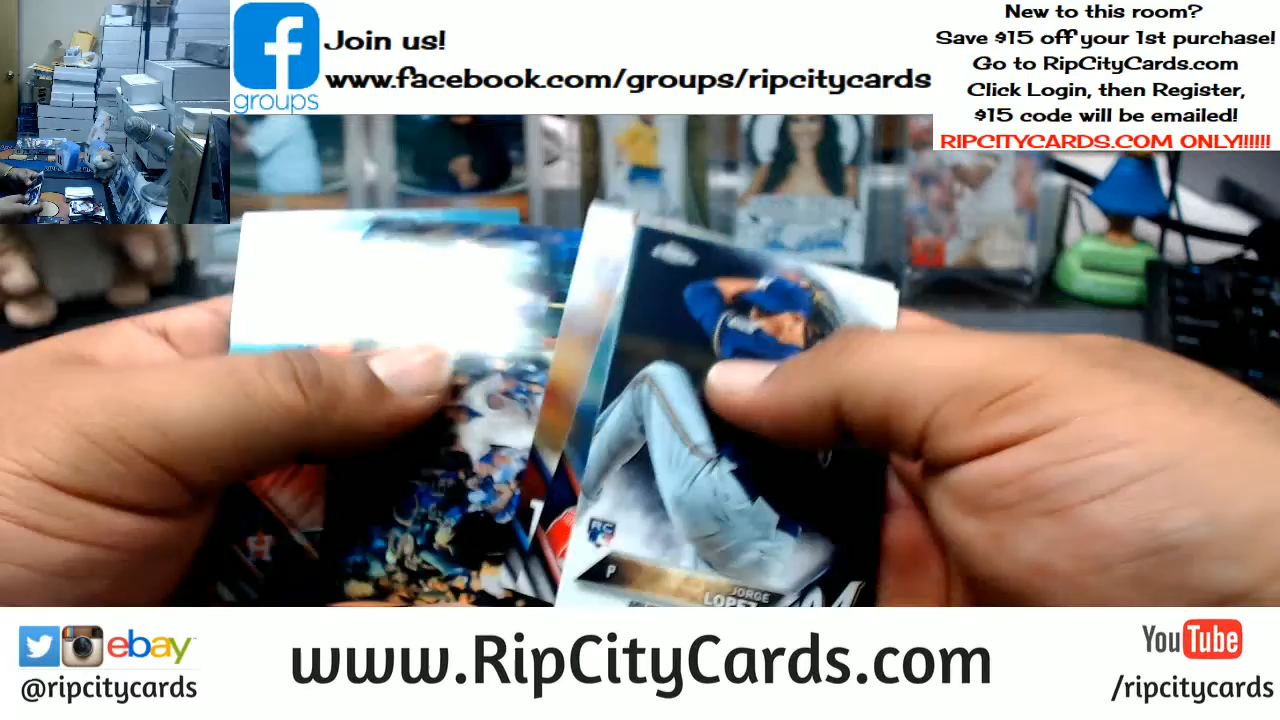 Join us!
www.facebook.com/groups/ripcitycards
groups
New to this room?
Save $15 off your 1st purchase!
Go to RipCityCards.com
Click Login, then Register,
$15 code will be emailed!
RIPCITYCARDS.COM ONLY!!!!!!
RC
P
JORGE
LOPEZ
ebay
@ripcitycards
www.RipCityCards.com
YouTube
/ripcitycards